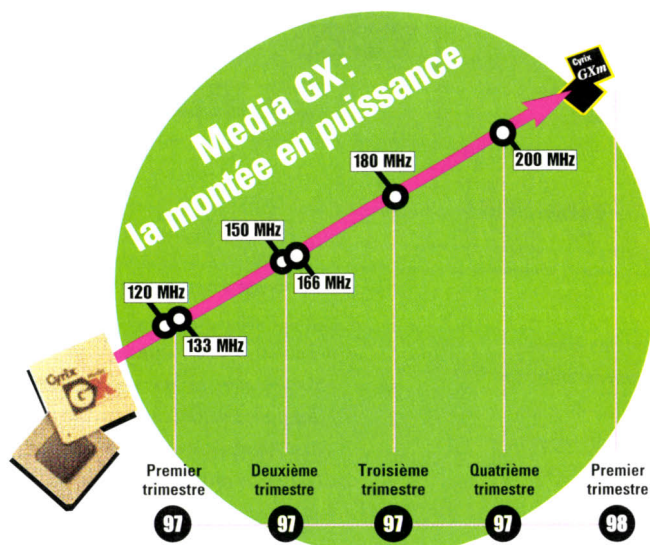 Media GX:
la montée en puissance
Cyrix
GXm
200 MHz
180 MHz
150 MHz
166 MHz
120 MHz
133 MHz
Cyrix
GX
Premier
trimestre
97
Deuxième
trimestre
97
Troisième
trimestre
97
Quatrième
trimestre
97
Premier
trimestre
98